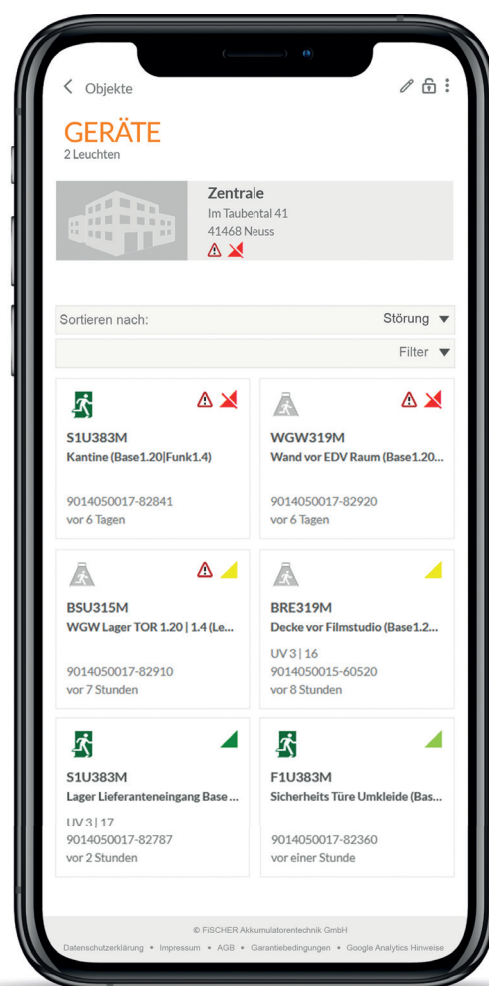 Objekte
GERÄTE
2 Leuchten
Zentrale
Im Taubental 41
41468 Neuss
Sortieren nach:
Störung
Filter
S1U383M
Kantine (Base1.20|Funk1.4)
9014050017-82841
vor 6 Tagen
WGW319M
Wand vor EDV Raum (Base1.20...
9014050017-82920
vor 6 Tagen
BSU315M
WGW Lager TOR 1.20 | 1.4 (Le...
9014050017-82910
vor 7 Stunden
BRE319M
Decke vor Filmstudio (Base1.2...
UV 3 | 16
9014050015-60520
vor 8 Stunden
S1U383M
Lager Lieferanteneingang Base ...
UV 3 | 17
9014050017-82787
vor 2 Stunden
F1U383M
Sicherheits Türe Umkleide (Bas...
9014050017-82360
vor einer Stunde
© FiSCHER Akkumulatorentechnik GmbH
Datenschutzerklärung • Impressum • AGB • Garantiebedingungen • Google Analytics Hinweise